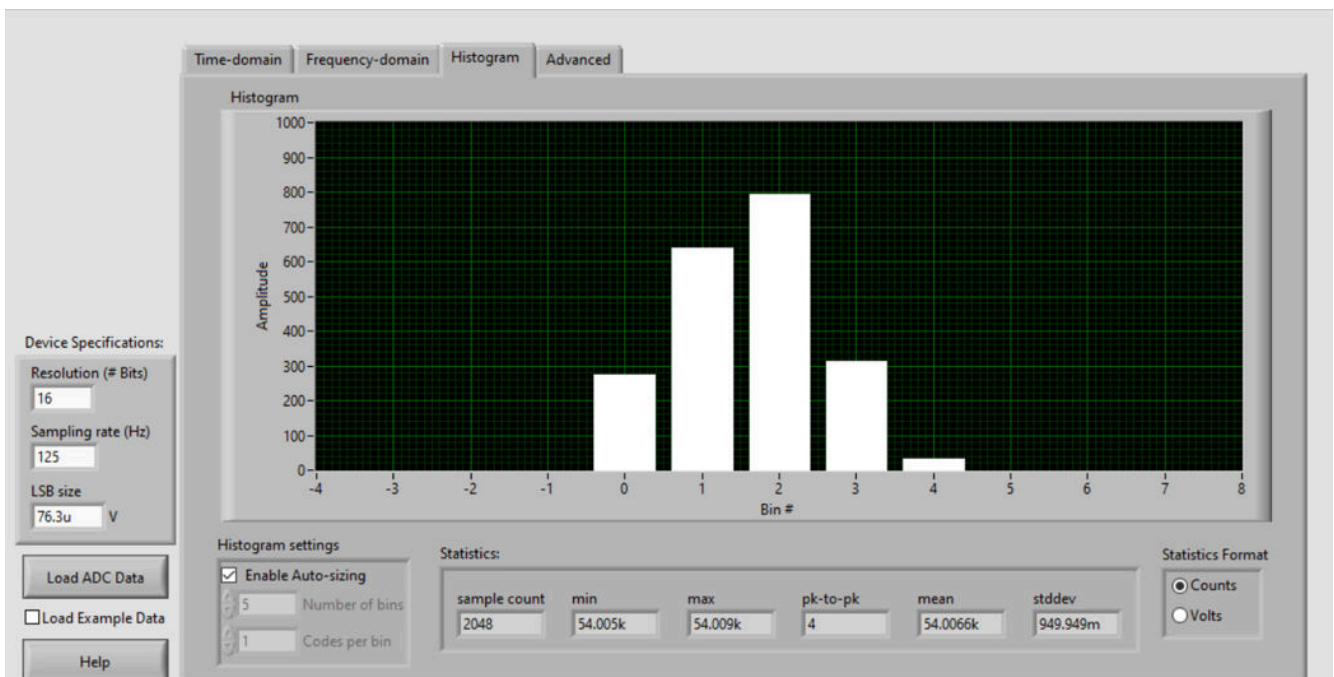 Time-domain Frequency-domain Histogram Advanced
Histogram
1000
900
800
700
600
500
400
300
200
100
0
Amplitude
-4 -3 -2 -1 0 1 2 3 4 5 6 7 8
Bin #
Device Specifications:
Resolution (# Bits)
16
Sampling rate (Hz)
125
LSB size
76.3u V
Load ADC Data
Load Example Data
Help
Histogram settings
Enable Auto-sizing
5 Number of bins
1 Codes per bin
Statistics:
sample count min max pk-to-pk mean stddev
2048 54.005k 54.009k 4 54.0066k 949.949m
Statistics Format
Counts
Volts